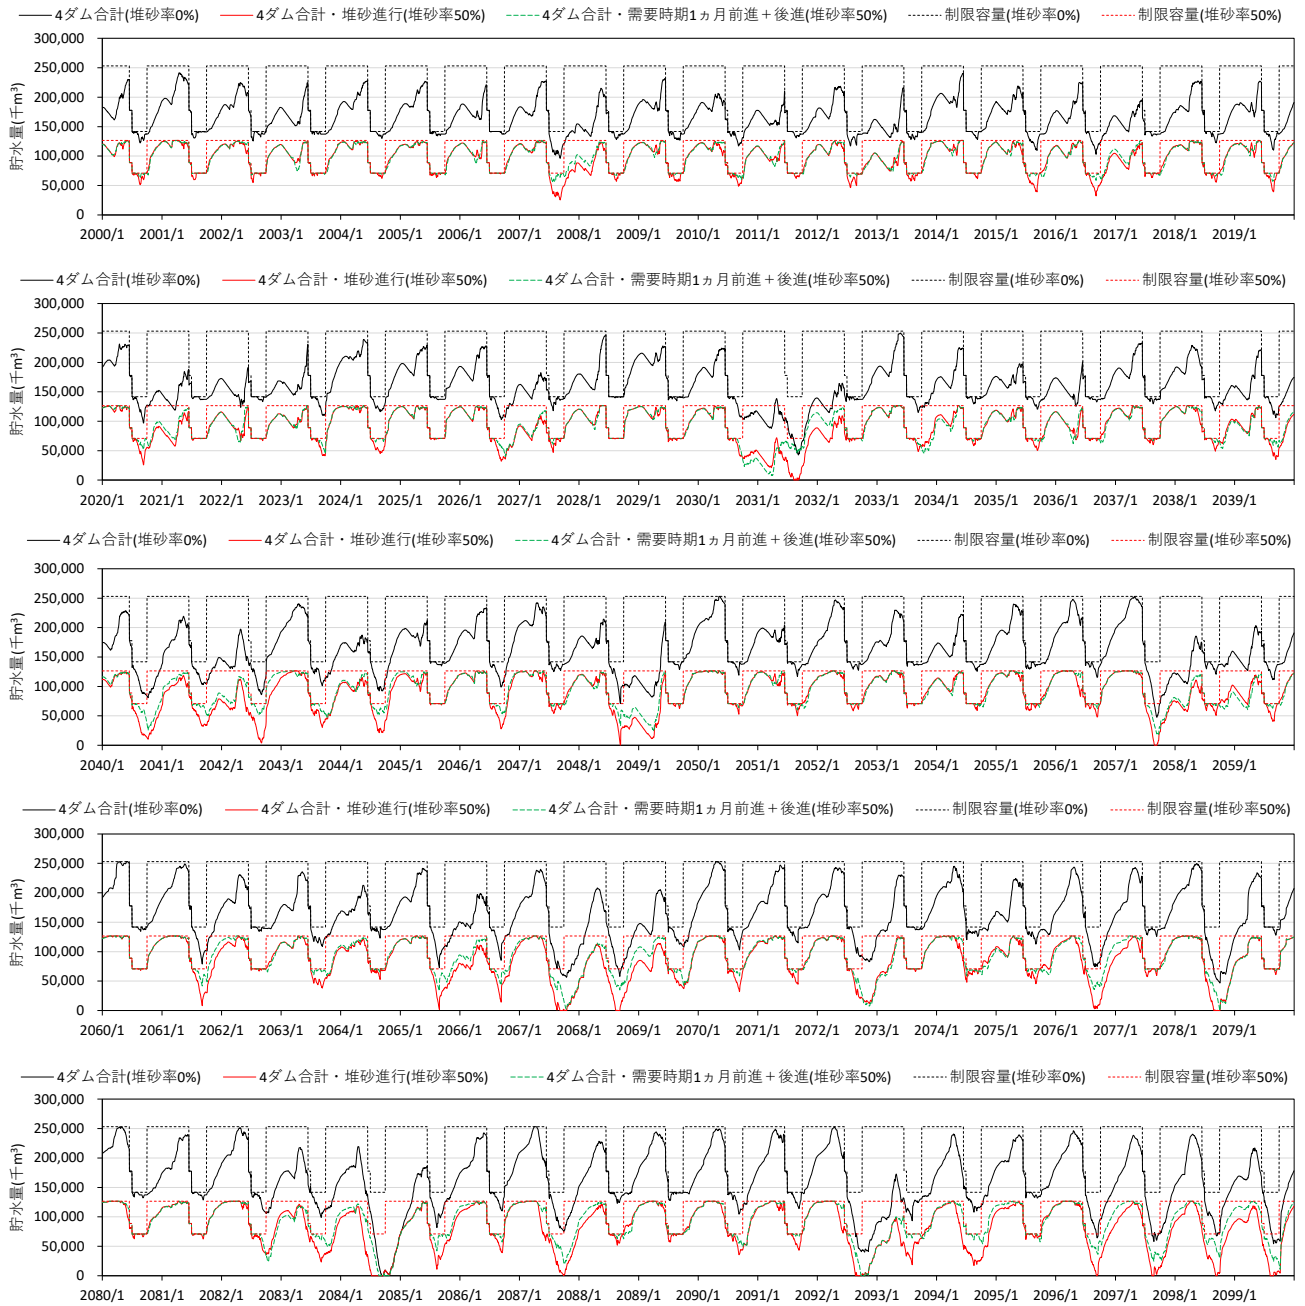 4ダム合計(堆砂率0%) 4ダム合計・堆砂進行(堆砂率50%) 4ダム合計・需要時期1ヵ月前進＋後進(堆砂率50%) 制限容量(堆砂率0%) 制限容量(堆砂率50%)
貯水量(千m³)
300,000
250,000
200,000
150,000
100,000
50,000
0
2000/1 2001/1 2002/1 2003/1 2004/1 2005/1 2006/1 2007/1 2008/1 2009/1 2010/1 2011/1 2012/1 2013/1 2014/1 2015/1 2016/1 2017/1 2018/1 2019/1
4ダム合計(堆砂率0%) 4ダム合計・堆砂進行(堆砂率50%) 4ダム合計・需要時期1ヵ月前進＋後進(堆砂率50%) 制限容量(堆砂率0%) 制限容量(堆砂率50%)
貯水量(千m³)
300,000
250,000
200,000
150,000
100,000
50,000
0
2020/1 2021/1 2022/1 2023/1 2024/1 2025/1 2026/1 2027/1 2028/1 2029/1 2030/1 2031/1 2032/1 2033/1 2034/1 2035/1 2036/1 2037/1 2038/1 2039/1
4ダム合計(堆砂率0%) 4ダム合計・堆砂進行(堆砂率50%) 4ダム合計・需要時期1ヵ月前進＋後進(堆砂率50%) 制限容量(堆砂率0%) 制限容量(堆砂率50%)
貯水量(千m³)
300,000
250,000
200,000
150,000
100,000
50,000
0
2040/1 2041/1 2042/1 2043/1 2044/1 2045/1 2046/1 2047/1 2048/1 2049/1 2050/1 2051/1 2052/1 2053/1 2054/1 2055/1 2056/1 2057/1 2058/1 2059/1
4ダム合計(堆砂率0%) 4ダム合計・堆砂進行(堆砂率50%) 4ダム合計・需要時期1ヵ月前進＋後進(堆砂率50%) 制限容量(堆砂率0%) 制限容量(堆砂率50%)
貯水量(千m³)
300,000
250,000
200,000
150,000
100,000
50,000
0
2060/1 2061/1 2062/1 2063/1 2064/1 2065/1 2066/1 2067/1 2068/1 2069/1 2070/1 2071/1 2072/1 2073/1 2074/1 2075/1 2076/1 2077/1 2078/1 2079/1
4ダム合計(堆砂率0%) 4ダム合計・堆砂進行(堆砂率50%) 4ダム合計・需要時期1ヵ月前進＋後進(堆砂率50%) 制限容量(堆砂率0%) 制限容量(堆砂率50%)
貯水量(千m³)
300,000
250,000
200,000
150,000
100,000
50,000
0
2080/1 2081/1 2082/1 2083/1 2084/1 2085/1 2086/1 2087/1 2088/1 2089/1 2090/1 2091/1 2092/1 2093/1 2094/1 2095/1 2096/1 2097/1 2098/1 2099/1